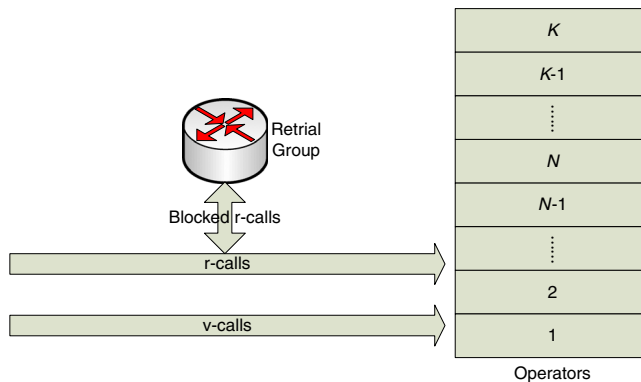 K
K-1
Retrial
Group
N
Blocked r-calls
N-1
r-calls
2
v-calls
1
Operators